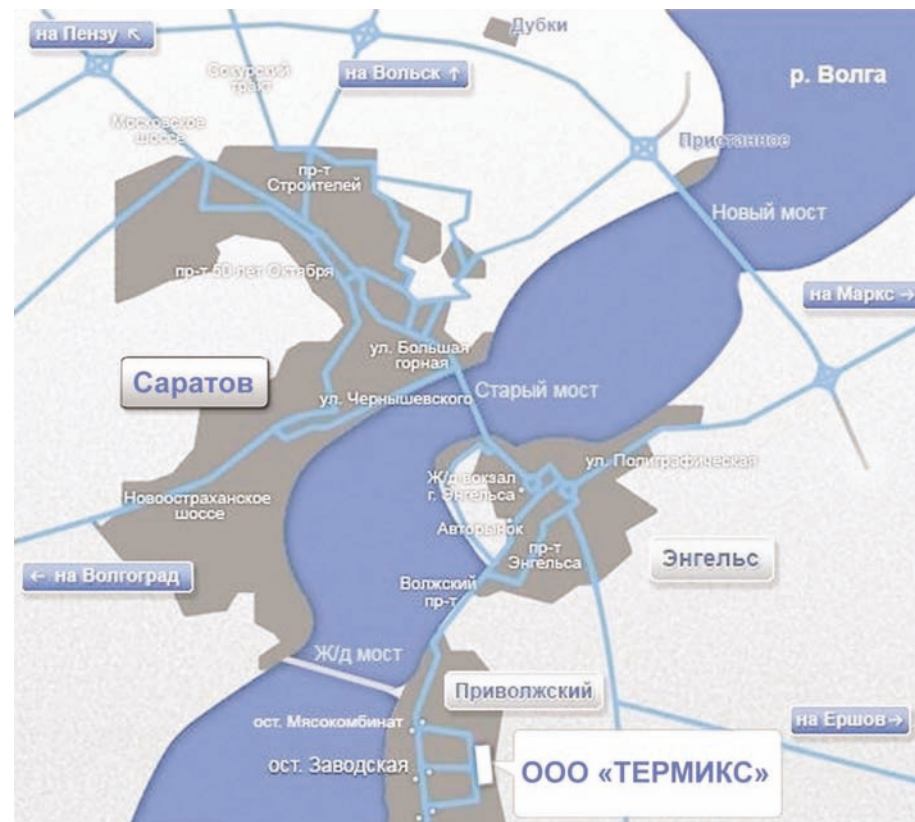 Дубки
на Пензу ↖
Сокурский
тракт
на Вольск ↑
р. Волга
Московское
шоссе
Пристанное
пр-т
Строителей
Новый мост
пр-т 50 лет Октября
на Маркс →
ул. Большая
горная
Саратов
ул. Чернышевского
Старый мост
ул. Полиграфическая
Ж/д вокзал
г. Энгельса
Новоостраханское
шоссе
Авторынок
пр-т
Энгельса
Энгельс
← на Волгоград
Волжский
пр-т
Ж/д мост
Приволжский
ост. Мясокомбинат
на Ершов →
ост. Заводская
ООО «ТЕРМИКС»